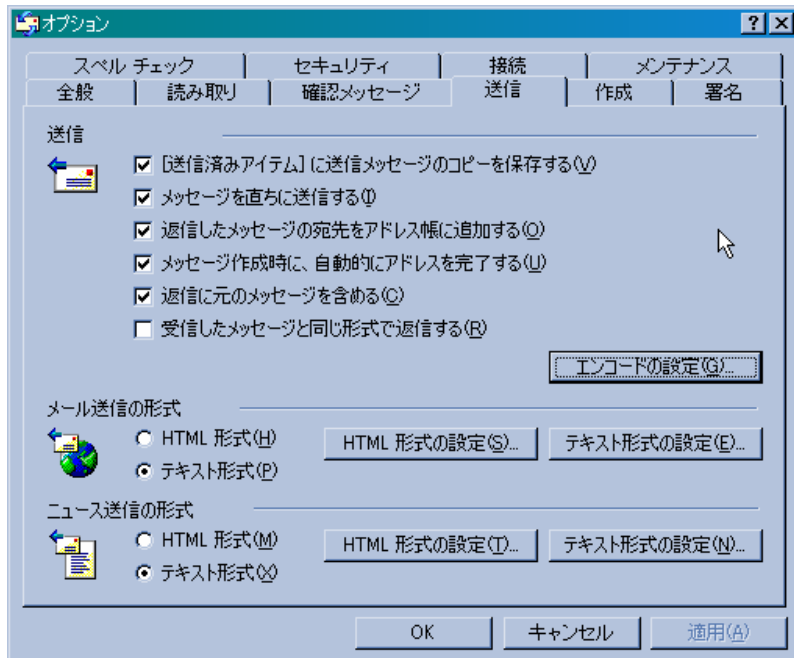 オプション
スペル チェック セキュリティ 接続 メンテナンス
全般 読み取り 確認メッセージ 送信 作成 署名
送信
[送信済みアイテム] に送信メッセージのコピーを保存する(V)
メッセージを直ちに送信する(I)
返信したメッセージの宛先をアドレス帳に追加する(O)
メッセージ作成時に、自動的にアドレスを完了する(U)
返信に元のメッセージを含める(C)
受信したメッセージと同じ形式で返信する(R)
エンコードの設定(G)...
メール送信の形式
HTML 形式(H) HTML 形式の設定(S)... テキスト形式の設定(E)...
テキスト形式(P)
ニュース送信の形式
HTML 形式(M) HTML 形式の設定(T)... テキスト形式の設定(N)...
テキスト形式(X)
OK キャンセル 適用(A)